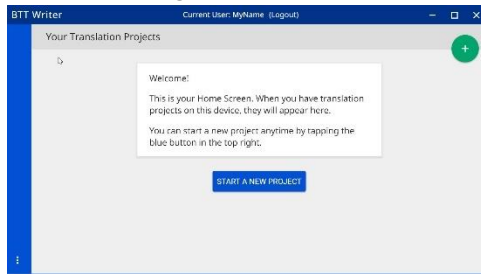 BTT Writer
Current User: MyName (Logout)
Your Translation Projects
Welcome!
This is your Home Screen. When you have translation
projects on this device, they will appear here.
You can start a new project anytime by tapping the
blue button in the top right.
START A NEW PROJECT